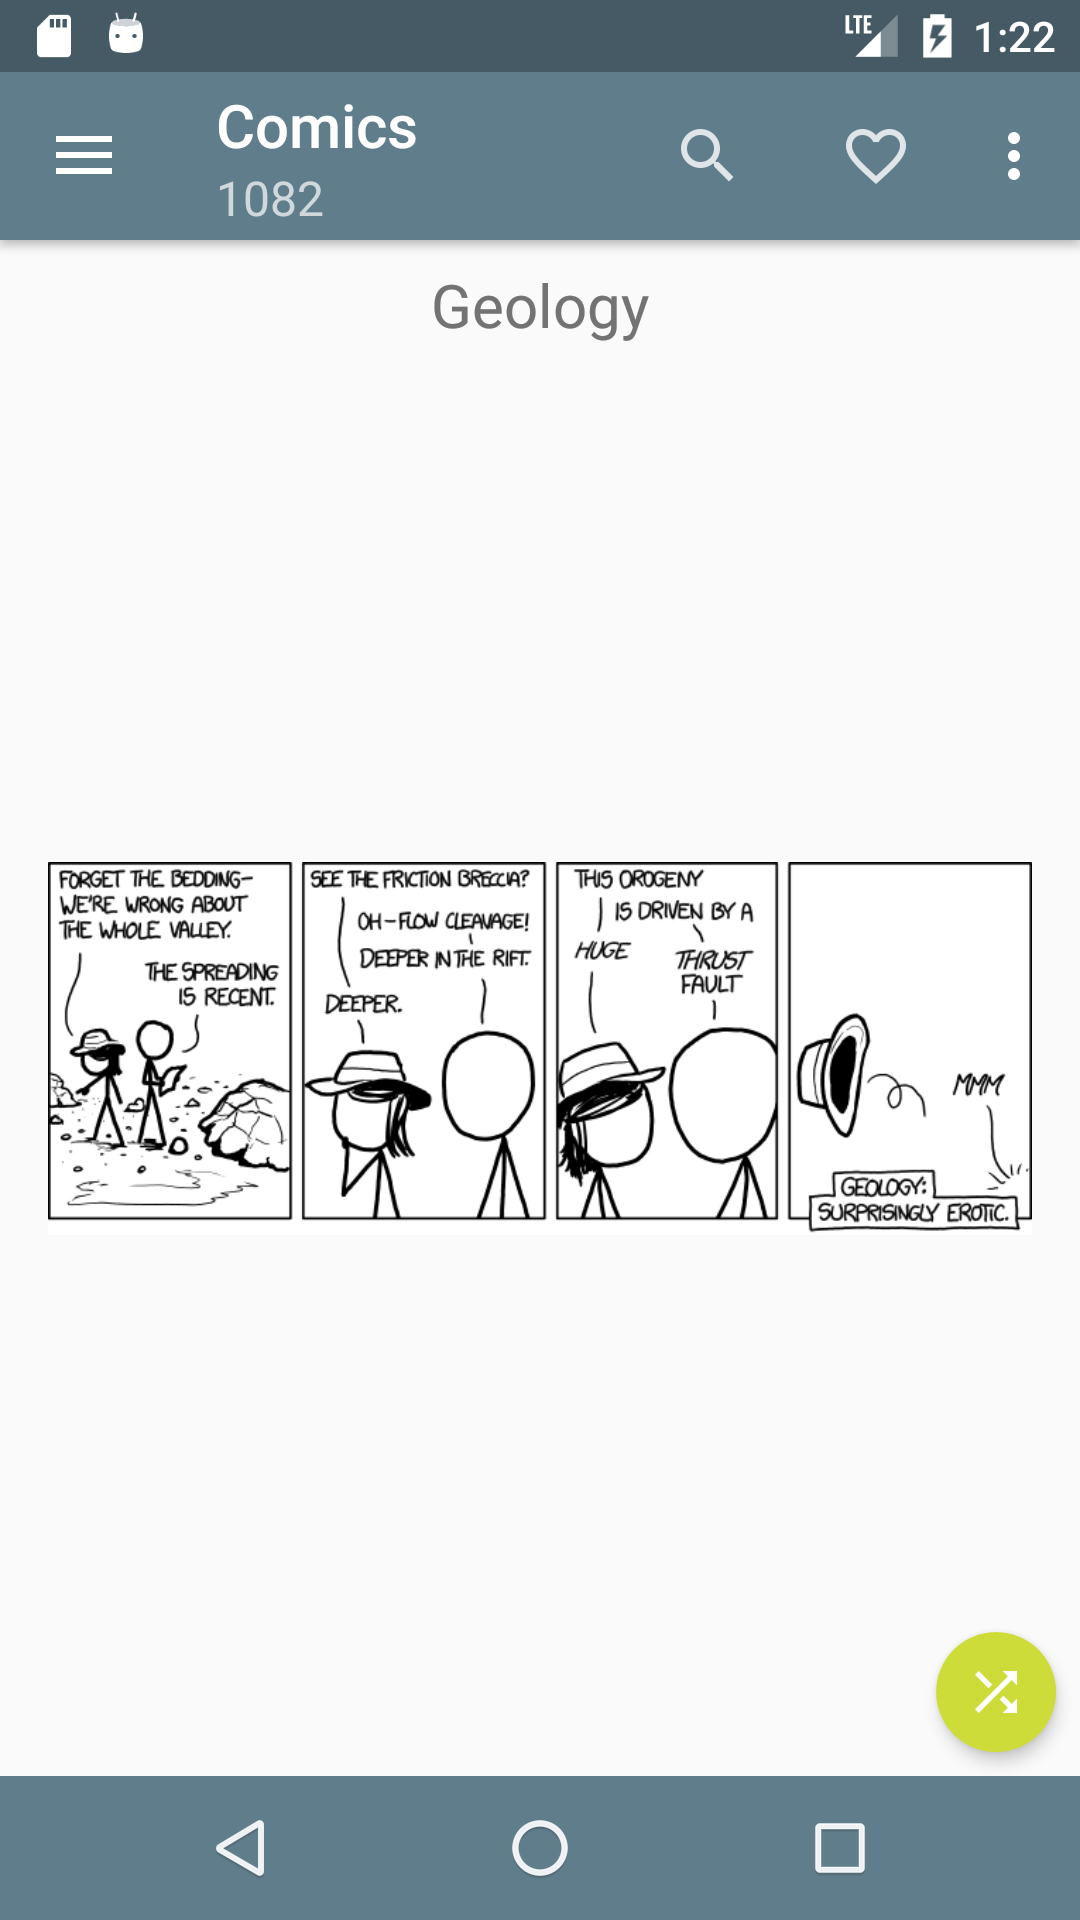 LTE 1:22
Comics
1082
Geology
FORGET THE BEDDING–
WE'RE WRONG ABOUT
THE WHOLE VALLEY.
THE SPREADING
IS RECENT.
SEE THE FRICTION BRECCIA?
OH–FLOW CLEAVAGE!
DEEPER IN THE RIFT.
DEEPER.
THIS OROGENY
IS DRIVEN BY A
HUGE
THRUST
FAULT
MMM
GEOLOGY:
SURPRISINGLY EROTIC.